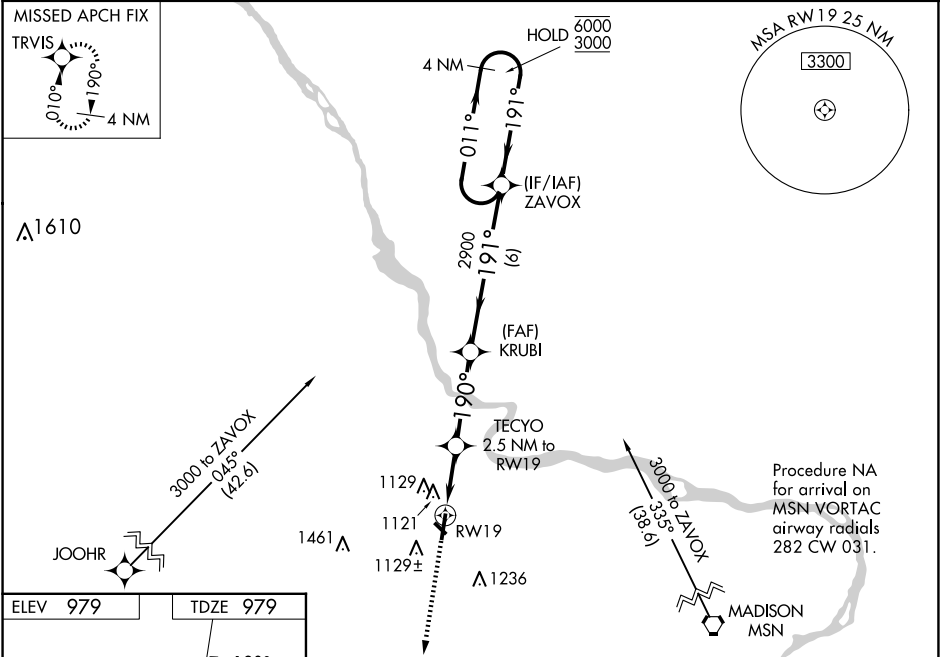 MISSED APCH FIX
TRVIS
010°
190°
4 NM
HOLD 6000
3000
4 NM
011°
191°
(IF/IAF)
ZAVOX
2900
191°
(6)
(FAF)
KRUBI
190°
TECYO
2.5 NM to
RW19
1129
1121
RW19
1461
1129±
1236
1610
3000 to ZAVOX
045°
(42.6)
JOOHR
MSA RW19 25 NM
3300
3000 to ZAVOX
335°
(38.6)
MADISON
MSN
Procedure NA
for arrival on
MSN VORTAC
airway radials
282 CW 031.
ELEV 979
TDZE 979